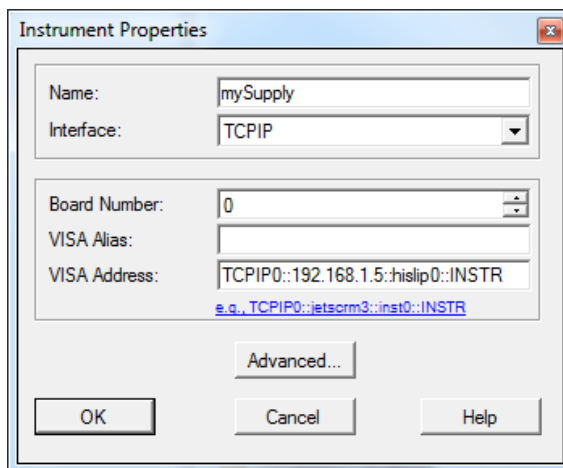 Instrument Properties
Name: mySupply
Interface: TCPIP
Board Number: 0
VISA Alias:
VISA Address: TCPIP0::192.168.1.5::hislip0::INSTR
e.g., TCPIP0::jetscrm3::inst0::INSTR
Advanced...
OK Cancel Help